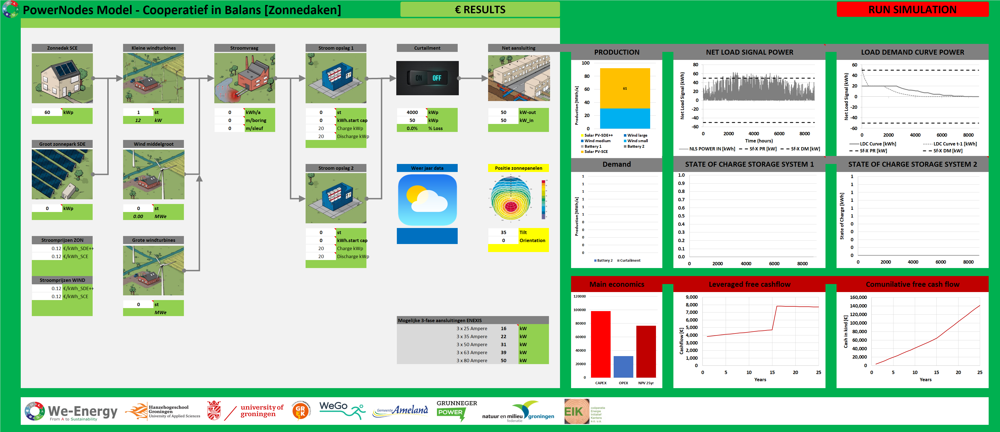 PowerNodes Model - Cooperatief in Balans [Zonnedaken]
€ RESULTS
RUN SIMULATION
Zonnedak SCE
60 kWp
Kleine windturbines
1 st
12 kW
Stroomvraag
0 kWh/a
0 m/boring
0 m/sleuf
Stroom opslag 1
0 st
0 kWh.start cap
20 Charge kWp
20 Discharge kWp
Curtailment
ON OFF
4000 kWp
50 kWp
0.0% % Loss
Net aansluiting
50 kW-out
50 kW_in
Groot zonnepark SDE
0 kWp
Wind middelgroot
0 st
0.00 MWe
Stroom opslag 2
0 st
0 kWh.start cap
20 Charge kWp
20 Discharge kWp
Weer jaar data
Positie zonnepanelen
35 Tilt
0 Orientation
Stroomprijzen ZON
0.12 €/kWh_SDE++
0.12 €/kWh_SCE
Stroomprijzen WIND
0.12 €/kWh_SDE++
0.12 €/kWh_SCE
Grote windturbines
0 st
MWe
Mogelijke 3-fase aansluitingen ENEXIS
3 x 25 Ampere 16 kW
3 x 35 Ampere 22 kW
3 x 50 Ampere 31 kW
3 x 63 Ampere 39 kW
3 x 80 Ampere 50 kW
PRODUCTION
Production [MWh/a]
100
80
60
40
20
0
61
Solar PV-SDE++ Wind large
Wind medium Wind small
Battery 1 Battery 2
Solar PV-SCE
NET LOAD SIGNAL POWER
Net Load Signal (kWh)
80
60
40
20
0
-20
-40
-60
0 2000 4000 6000 8000
Time (hours)
NLS POWER IN [kWh] Sf-X PR [kW] Sf-X DM [kW]
LOAD DEMAND CURVE POWER
Net Load Signal (kWh)
60
40
20
0
-20
-40
-60
0 2000 4000 6000 8000
LDC Curve [kWh] LDC Curve t-1 [kWh]
Sf-X PR [kW] Sf-X DM [kW]
Demand
Production [MWh/a]
1
1
1
1
1
1
0
0
0
0
0
Battery 2 Curtailment
STATE OF CHARGE STORAGE SYSTEM 1
1.0
0.9
0.8
0.7
0.6
0.5
0.4
0.3
0.2
0.1
0.0
0 2000 4000 6000 8000
STATE OF CHARGE STORAGE SYSTEM 2
State of Charge [kWh]
1
1
1
1
1
1
0
0
0
0
0
0 2000 4000 6000 8000
Main economics
120000
100000
80000
60000
40000
20000
0
CAPEX OPEX NPV 25yr
Leveraged free cashflow
Cashflow [€]
9,000
8,000
7,000
6,000
5,000
4,000
3,000
2,000
1,000
0
0 5 10 15 20 25
Years
Comunilative free cash flow
Cash in kind [€]
160,000
140,000
120,000
100,000
80,000
60,000
40,000
20,000
0
0 5 10 15 20 25
Years
We-Energy
From A to Sustainability
Hanzehogeschool
Groningen
University of Applied Sciences
university of
groningen
GR
EK
WeGo
Gemeente Ameland
GRUNNEGER
POWER
natuur en milieu groningen
federatie
EIK
coöperatie
Energie
Initiatief
Kantens
e.o. u.a.